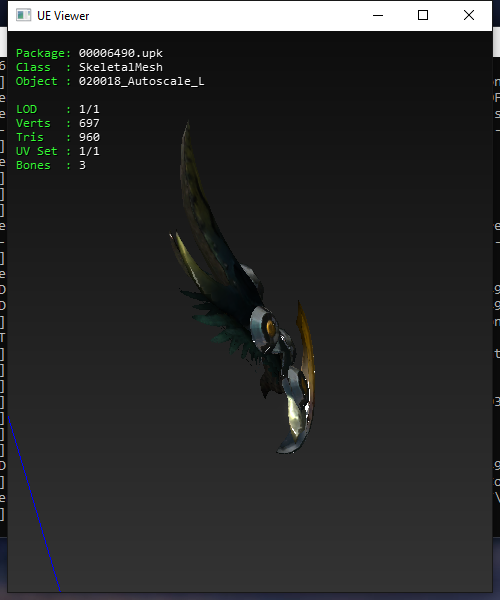 UE Viewer
Package: 00006490.upk
Class : SkeletalMesh
Object : 020018_Autoscale_L
LOD : 1/1
Verts : 697
Tris : 960
UV Set : 1/1
Bones : 3